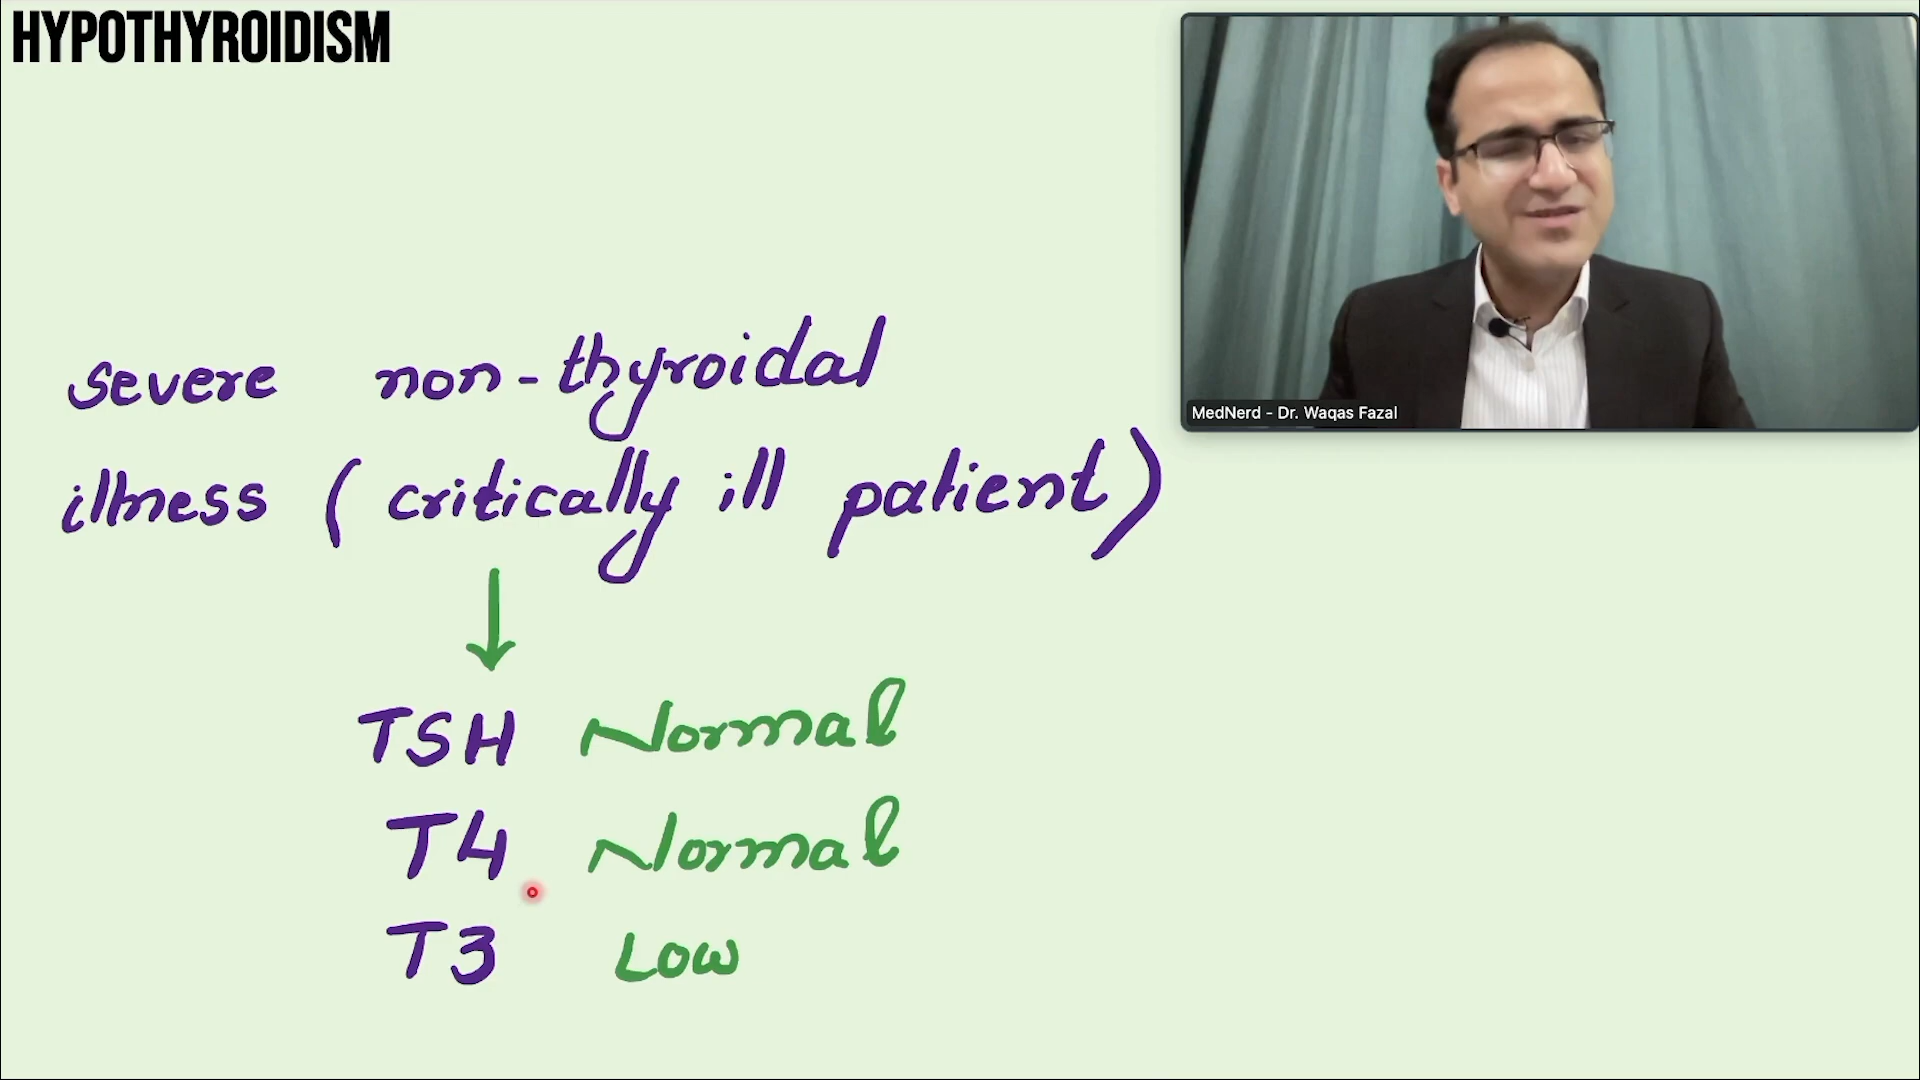 HYPOTHYROIDISM
MedNerd - Dr. Waqas Fazal
severe non-thyroidal
illness (critically ill patient)
TSH Normal
T4 Normal
T3 Low